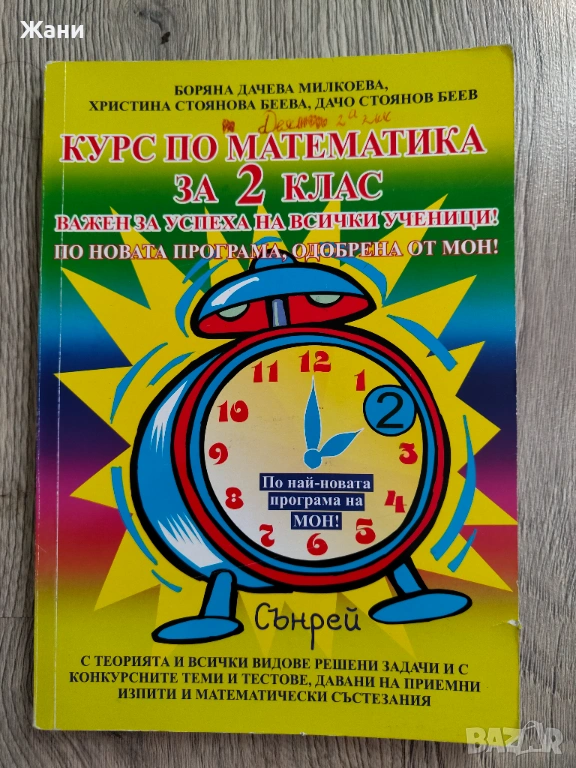 Жани
БОРЯНА ДАЧЕВА МИЛКОЕВА,
ХРИСТИНА СТОЯНОВА БЕЕВА, ДАЧО СТОЯНОВ БЕЕВ
2а
КУРС ПО МАТЕМАТИКА
ЗА 2 КЛАС
ВАЖЕН ЗА УСПЕХА НА ВСИЧКИ УЧЕНИЦИ!
ПО НОВАТА ПРОГРАМА, ОДОБРЕНА ОТ МОН!
12
11
1
10
2
9
3
8
4
7
5
6
По най-новата
програма на
МОН!
Сънрей
С ТЕОРИЯТА И ВСИЧКИ ВИДОВЕ РЕШЕНИ ЗАДАЧИ И С
КОНКУРСНИТЕ ТЕМИ И ТЕСТОВЕ, ДАВАНИ НА ПРИЕМНИ
ИЗПИТИ И МАТЕМАТИЧЕСКИ СЪСТЕЗАНИЯ
BAZAR